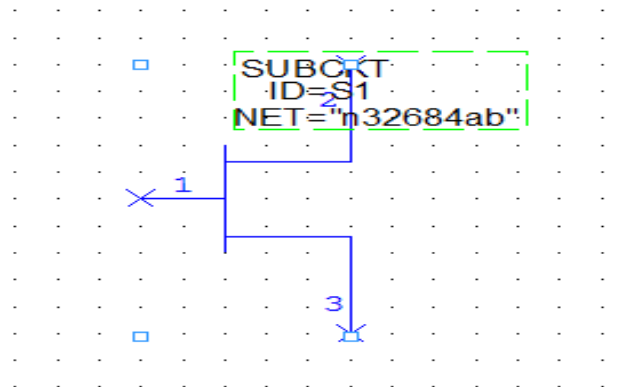 SUBCKT
ID=S1
2
NET="n32684ab"
1
3